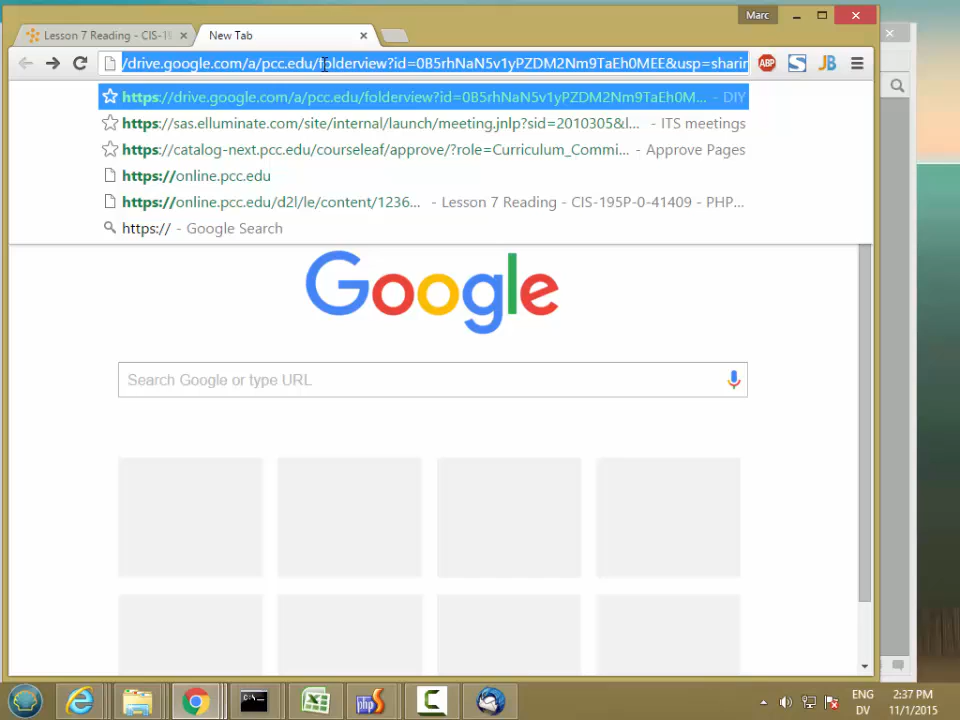 Marc
Lesson 7 Reading - CIS-19
New Tab
/drive.google.com/a/pcc.edu/folderview?id=0B5rhNaN5v1yPZDM2Nm9TaEh0MEE&usp=sharin
ABP
S
JB
https://drive.google.com/a/pcc.edu/folderview?id=0B5rhNaN5v1yPZDM2Nm9TaEh0M... - DIY
https://sas.elluminate.com/site/internal/launch/meeting.jnlp?sid=2010305&l... - ITS meetings
https://catalog-next.pcc.edu/courseleaf/approve/?role=Curriculum_Commi... - Approve Pages
https://online.pcc.edu
https://online.pcc.edu/d2l/le/content/1236... - Lesson 7 Reading - CIS-195P-0-41409 - PHP...
https:// - Google Search
Google
Search Google or type URL
php
ENG
DV
2:37 PM
11/1/2015